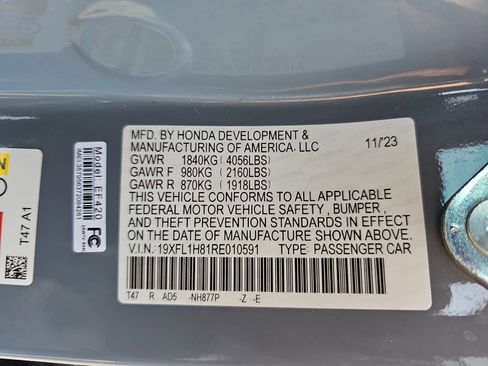 MFD. BY HONDA DEVELOPMENT &
MANUFACTURING OF AMERICA, LLC 11/'23
GVWR 1840KG (4056LBS)
GAWR F 980KG (2160LBS)
GAWR R 870KG (1918LBS)
THIS VEHICLE CONFORMS TO ALL APPLICABLE
FEDERAL MOTOR VEHICLE SAFETY , BUMPER ,
AND THEFT PREVENTION STANDARDS IN EFFECT
ON THE DATE OF MANUFACTURE SHOWN ABOVE.
V.I.N. 19XFL1H81RE010591 TYPE: PASSENGER CAR
T47 R AD5 -NH877P -Z -E
Model: EF420
FC
T47 A1